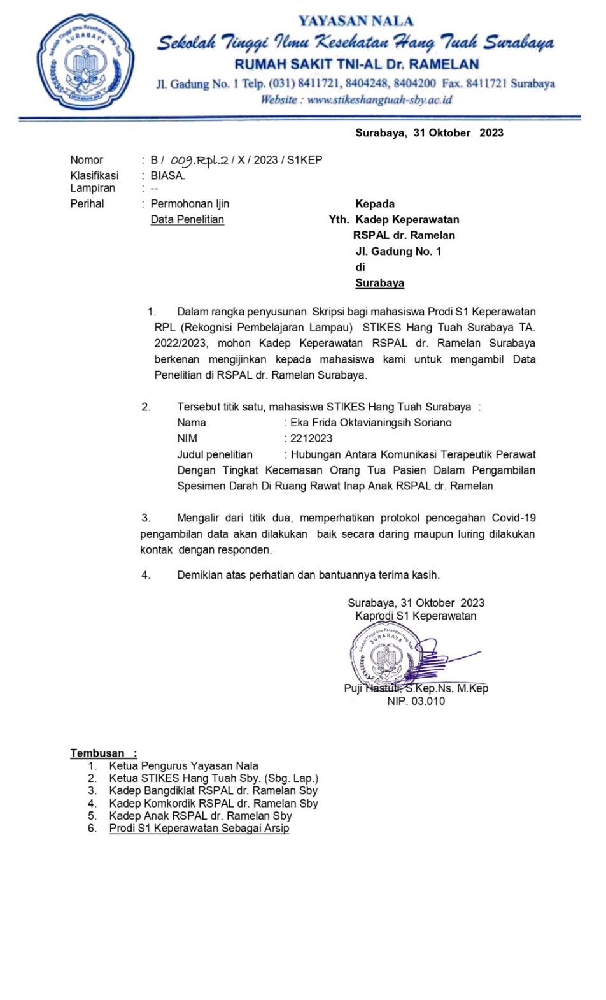 YAYASAN NALA
Sekolah Tinggi Ilmu Kesehatan Hang Tuah Surabaya
RUMAH SAKIT TNI-AL Dr. RAMELAN
Jl. Gadung No. 1 Telp. (031) 8411721, 8404248, 8404200 Fax. 8411721 Surabaya
Website : www.stikeshangtuah-sby.ac.id
Sekolah Tinggi Ilmu Kesehatan Hang Tuah
SURABAYA
Surabaya, 31 Oktober 2023
Nomor : B / 009.Rpl.2 / X / 2023 / S1KEP
Klasifikasi : BIASA.
Lampiran : --
Perihal : Permohonan Ijin
Data Penelitian
Kepada
Yth. Kadep Keperawatan
RSPAL dr. Ramelan
Jl. Gadung No. 1
di
Surabaya
1. Dalam rangka penyusunan Skripsi bagi mahasiswa Prodi S1 Keperawatan
RPL (Rekognisi Pembelajaran Lampau) STIKES Hang Tuah Surabaya TA.
2022/2023, mohon Kadep Keperawatan RSPAL dr. Ramelan Surabaya
berkenan mengijinkan kepada mahasiswa kami untuk mengambil Data
Penelitian di RSPAL dr. Ramelan Surabaya.
2. Tersebut titik satu, mahasiswa STIKES Hang Tuah Surabaya :
Nama : Eka Frida Oktavianingsih Soriano
NIM : 2212023
Judul penelitian : Hubungan Antara Komunikasi Terapeutik Perawat
Dengan Tingkat Kecemasan Orang Tua Pasien Dalam Pengambilan
Spesimen Darah Di Ruang Rawat Inap Anak RSPAL dr. Ramelan
3. Mengalir dari titik dua, memperhatikan protokol pencegahan Covid-19
pengambilan data akan dilakukan baik secara daring maupun luring dilakukan
kontak dengan responden.
4. Demikian atas perhatian dan bantuannya terima kasih.
Surabaya, 31 Oktober 2023
Kaprodi S1 Keperawatan
Sekolah Tinggi Ilmu Kesehatan Hang Tuah
SURABAYA
Puji Hastuti, S.Kep.Ns, M.Kep
NIP. 03.010
Tembusan :
1. Ketua Pengurus Yayasan Nala
2. Ketua STIKES Hang Tuah Sby. (Sbg. Lap.)
3. Kadep Bangdiklat RSPAL dr. Ramelan Sby
4. Kadep Komkordik RSPAL dr. Ramelan Sby
5. Kadep Anak RSPAL dr. Ramelan Sby
6. Prodi S1 Keperawatan Sebagai Arsip